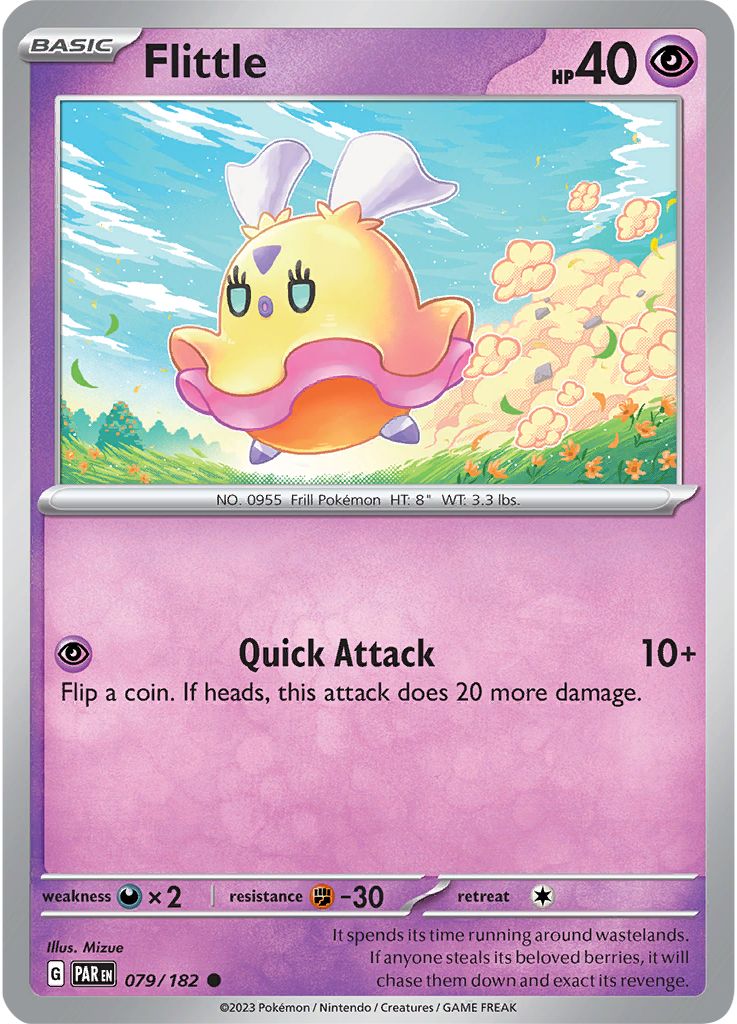 BASIC
Flittle
HP40
NO. 0955 Frill Pokémon HT: 8" WT: 3.3 lbs.
Quick Attack 10+
Flip a coin. If heads, this attack does 20 more damage.
weakness ×2 resistance -30 retreat
Illus. Mizue
G PAR EN 079/182
It spends its time running around wastelands.
If anyone steals its beloved berries, it will
chase them down and exact its revenge.
©2023 Pokémon / Nintendo / Creatures / GAME FREAK